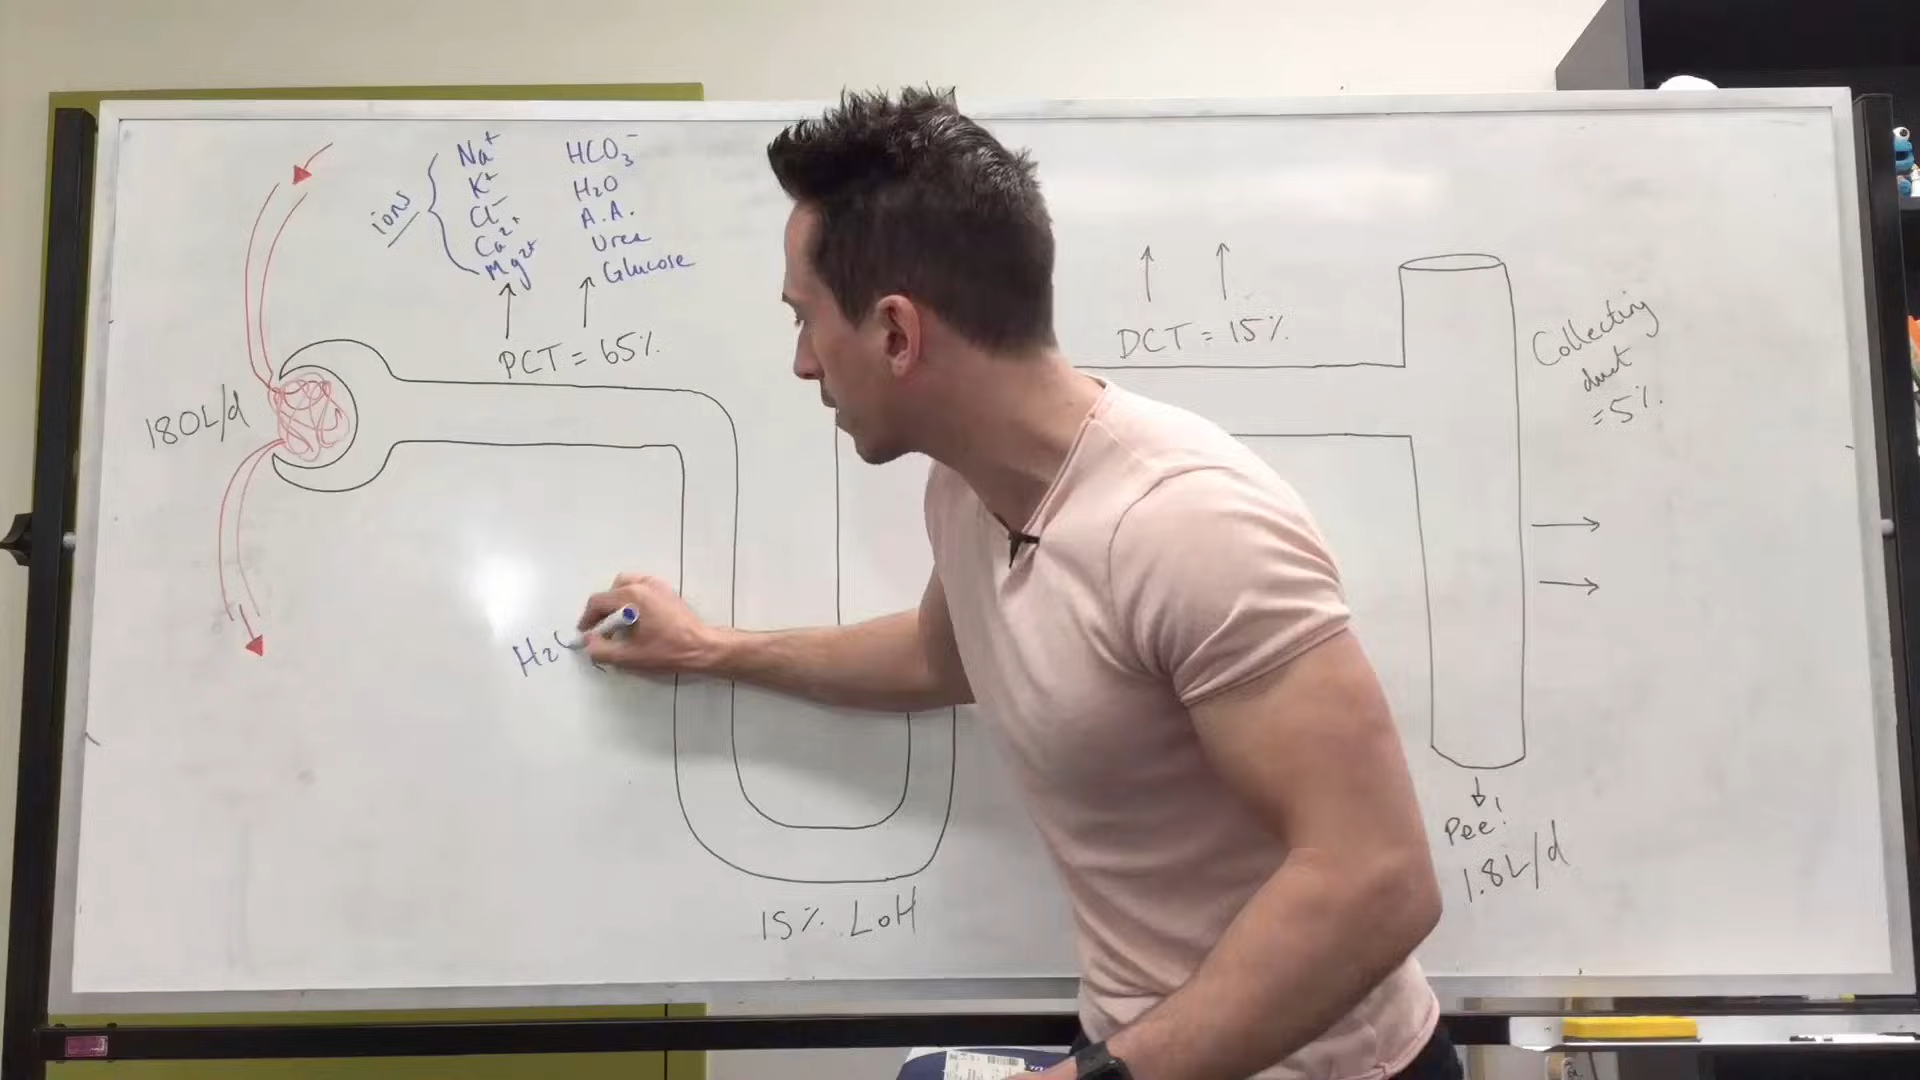 ions
Na⁺
K⁺
Cl⁻
Ca²⁺
Mg²⁺
HCO₃⁻
H₂O
A.A.
Urea
Glucose
PCT = 65%
180L/d
H₂
DCT = 15%
Collecting
duct
=5%.
15% LoH
Pee!
1.8L/d